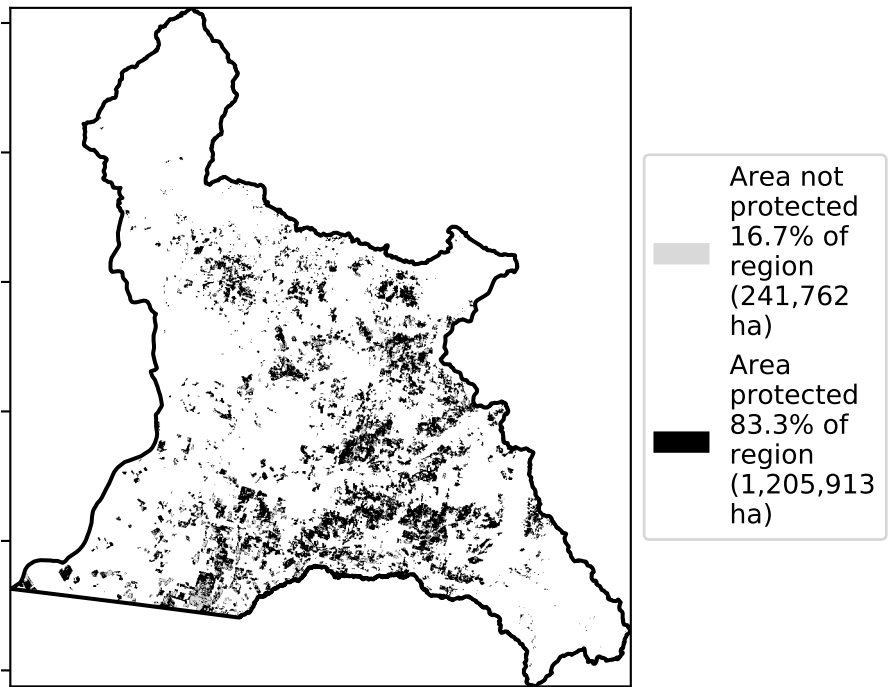 Area not
protected
16.7% of
region
(241,762
ha)
Area
protected
83.3% of
region
(1,205,913
ha)